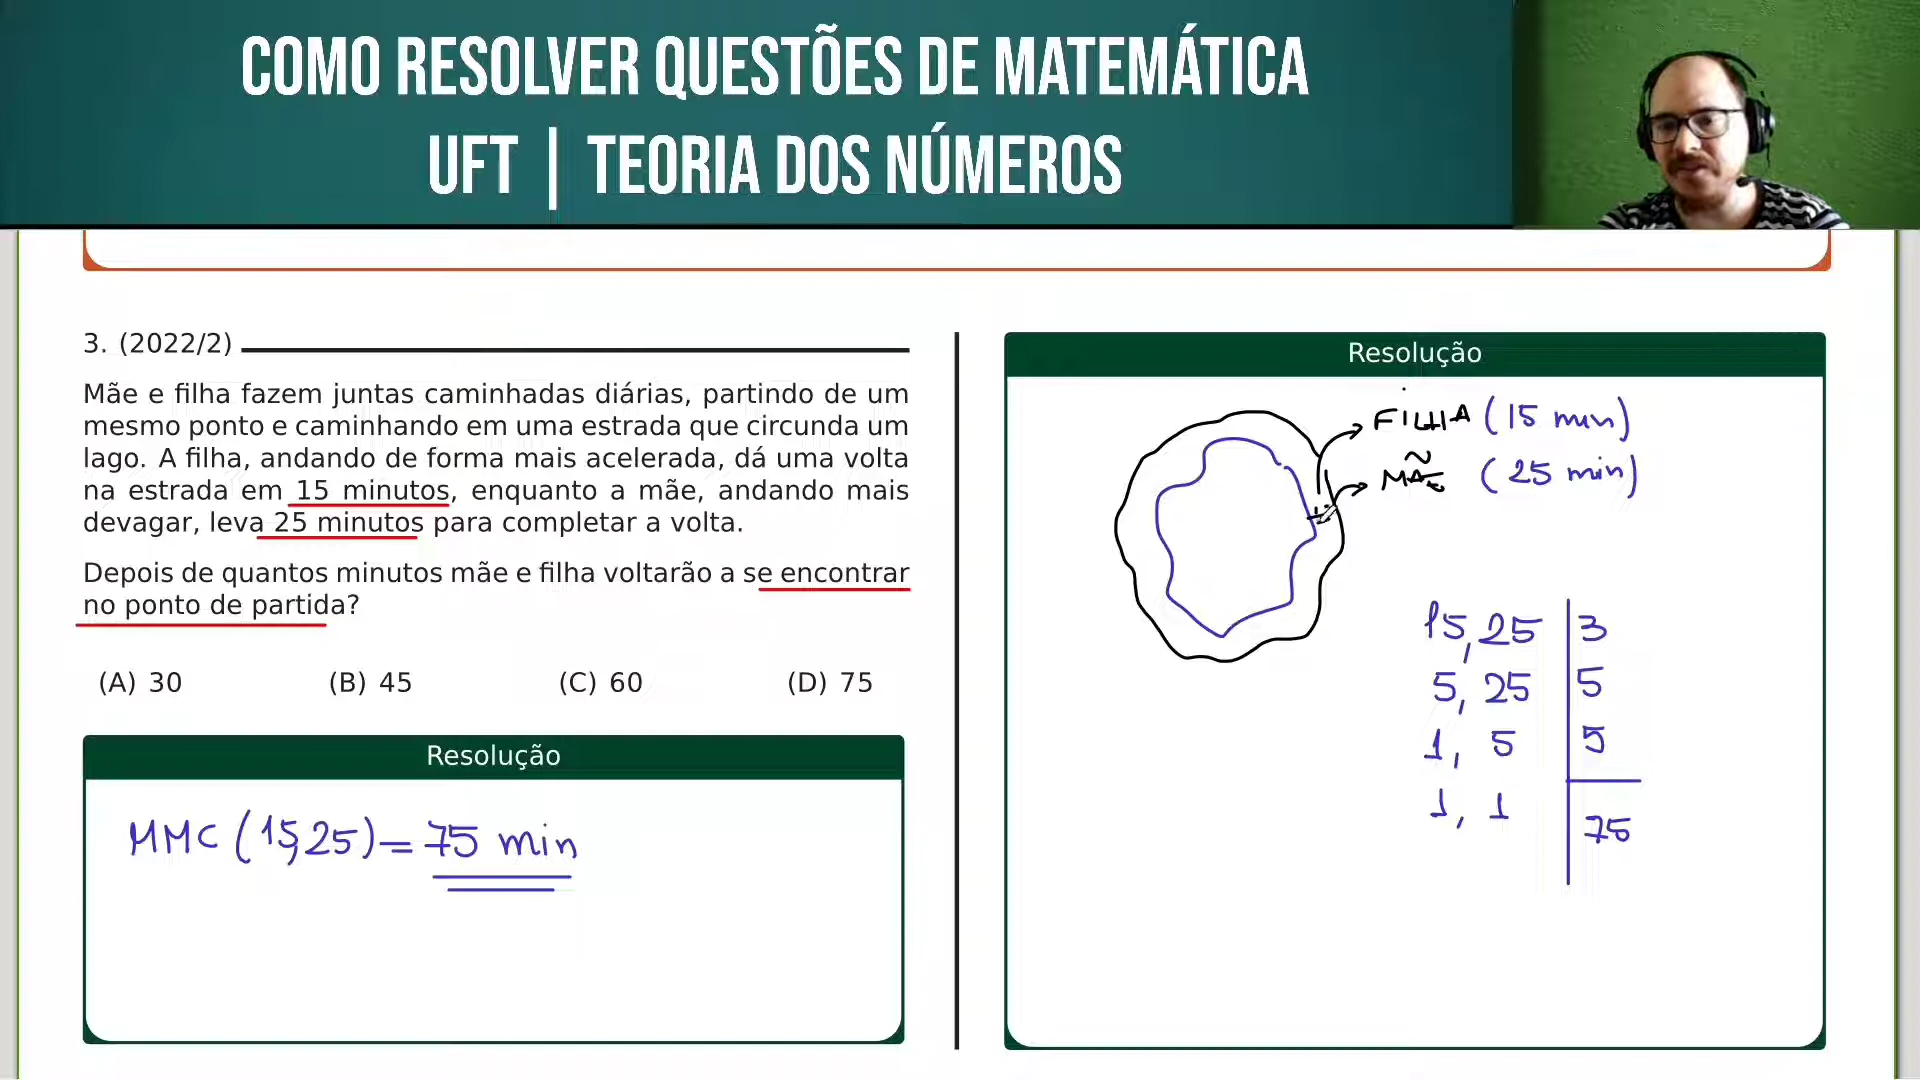 COMO RESOLVER QUESTÕES DE MATEMÁTICA
UFT | TEORIA DOS NÚMEROS
3. (2022/2)
Mãe e filha fazem juntas caminhadas diárias, partindo de um
mesmo ponto e caminhando em uma estrada que circunda um
lago. A filha, andando de forma mais acelerada, dá uma volta
na estrada em 15 minutos, enquanto a mãe, andando mais
devagar, leva 25 minutos para completar a volta.
Depois de quantos minutos mãe e filha voltarão a se encontrar
no ponto de partida?
(A) 30 (B) 45 (C) 60 (D) 75
Resolução
MMC (15,25) = 75 min
Resolução
FILHA (15 min)
MÃE (25 min)
15, 25 | 3
5, 25 | 5
1, 5 | 5
1, 1 | 75